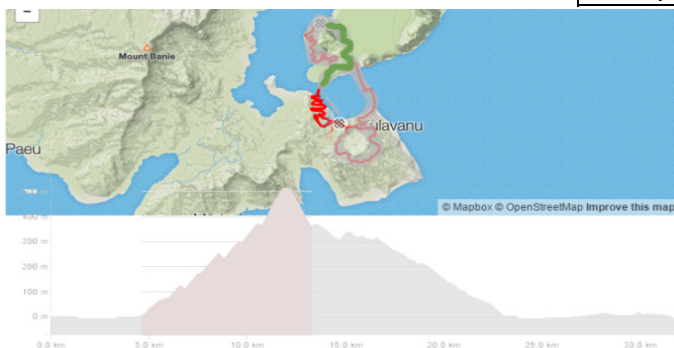 −
Mount Banie
ulavanu
Paeu
© Mapbox © OpenStreetMap Improve this map
400 m
300 m
200 m
100 m
0 m
0.0 km 5.0 km 10.0 km 15.0 km 20.0 km 25.0 km 30.0 km